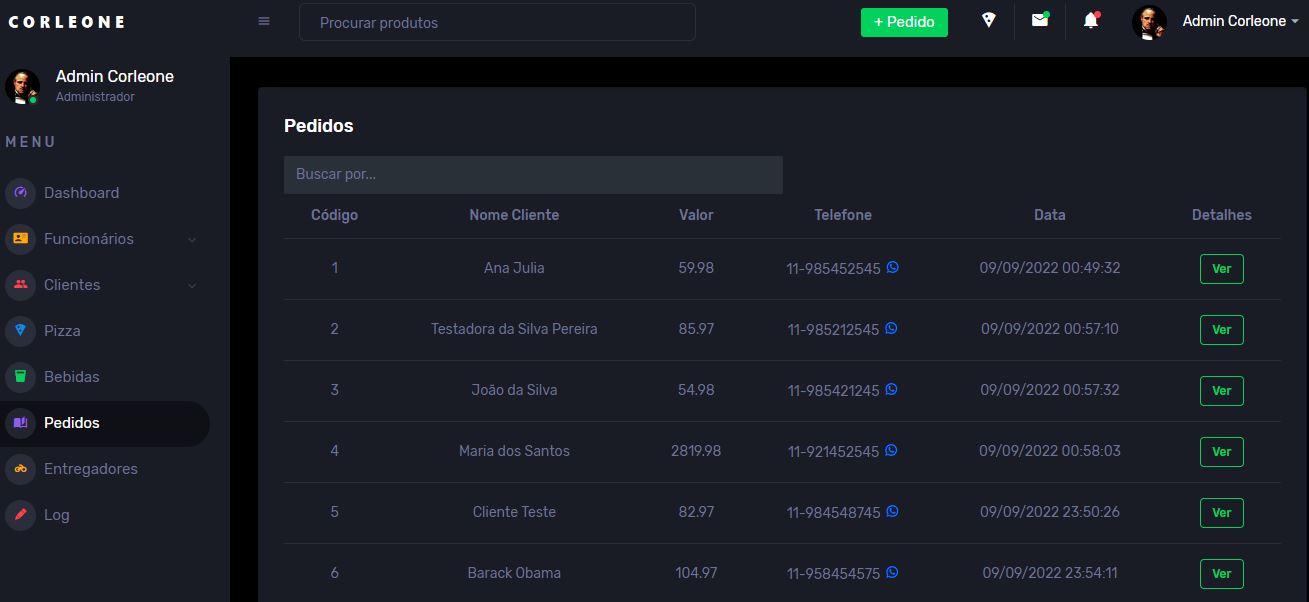 CORLEONE
Procurar produtos
+ Pedido
Admin Corleone
Admin Corleone
Administrador
MENU
Dashboard
Funcionários
Clientes
Pizza
Bebidas
Pedidos
Entregadores
Log
Pedidos
Buscar por...
Código Nome Cliente Valor Telefone Data Detalhes
1 Ana Julia 59.98 11-985452545 09/09/2022 00:49:32 Ver
2 Testadora da Silva Pereira 85.97 11-985212545 09/09/2022 00:57:10 Ver
3 João da Silva 54.98 11-985421245 09/09/2022 00:57:32 Ver
4 Maria dos Santos 2819.98 11-921452545 09/09/2022 00:58:03 Ver
5 Cliente Teste 82.97 11-984548745 09/09/2022 23:50:26 Ver
6 Barack Obama 104.97 11-958454575 09/09/2022 23:54:11 Ver